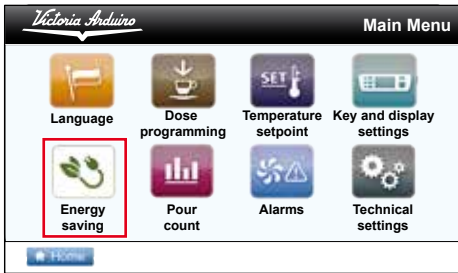 Victoria Arduino
Main Menu
SET
Language
Dose
programming
Temperature
setpoint
Key and display
settings
Energy
saving
Pour
count
Alarms
Technical
settings
Home